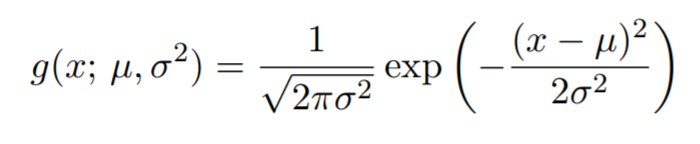 g(x; μ, σ²) = 1/√(2πσ²) exp(−(x − μ)²/(2σ²))